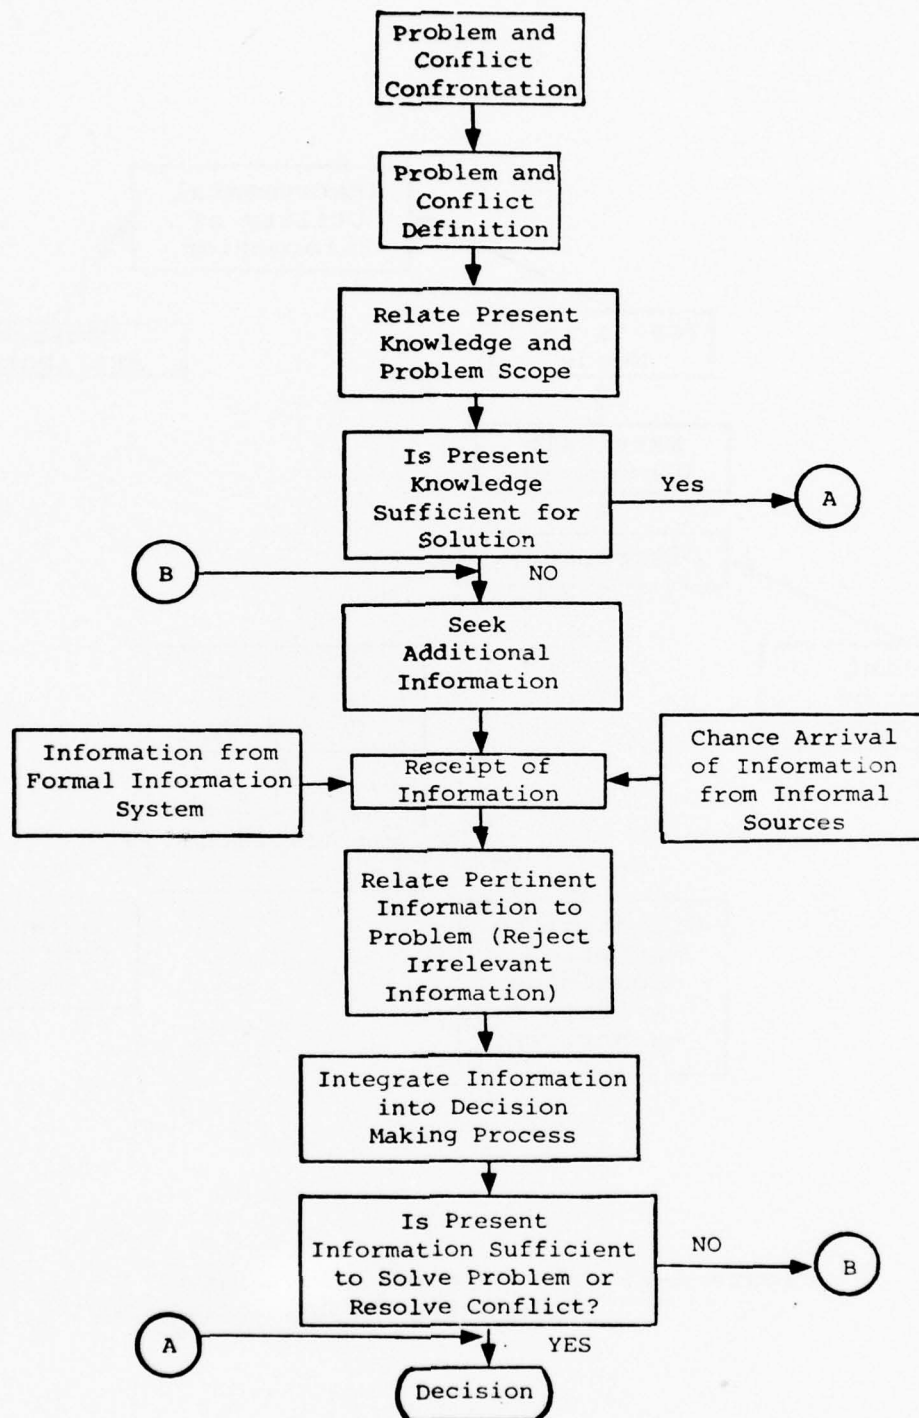 Problem and
Conflict
Confrontation
Problem and
Conflict
Definition
Relate Present
Knowledge and
Problem Scope
Is Present
Knowledge
Sufficient for
Solution
Yes
A
B
NO
Seek
Additional
Information
Information from
Formal Information
System
Receipt of
Information
Chance Arrival
of Information
from Informal
Sources
Relate Pertinent
Information to
Problem (Reject
Irrelevant
Information)
Integrate Information
into Decision
Making Process
Is Present
Information Sufficient
to Solve Problem or
Resolve Conflict?
NO
B
A
YES
Decision